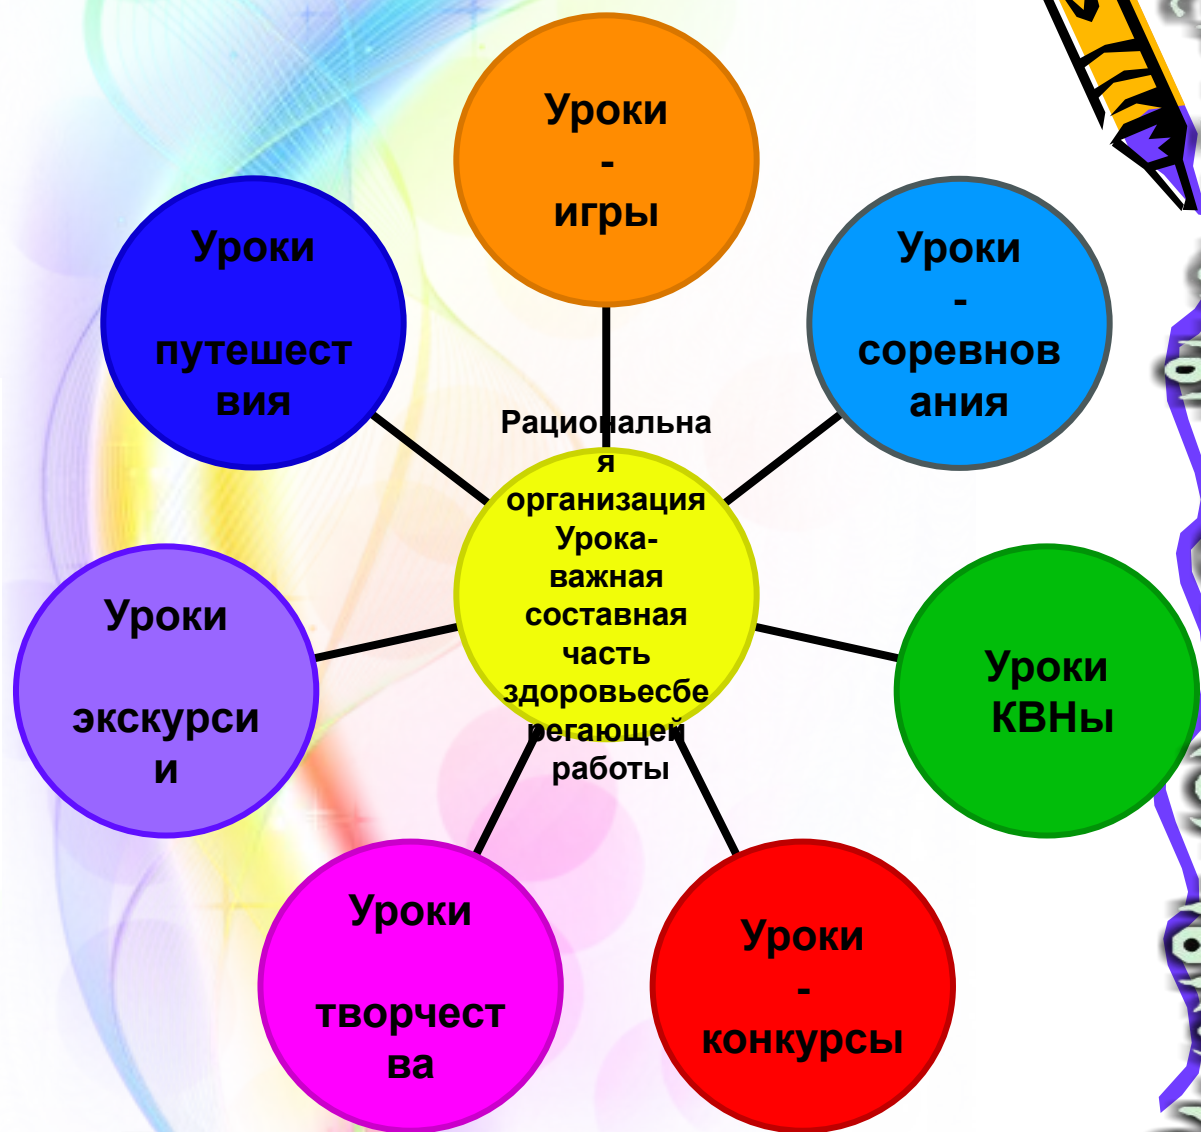 Уроки
-
игры
Уроки
-
соревнов
ания
Уроки
КВНы
Уроки
-
конкурсы
Уроки
творчест
ва
Уроки
экскурси
и
Уроки
путешест
вия
Рациональна
я
организация
Урока-
важная
составная
часть
здоровьесбе
регающей
работы